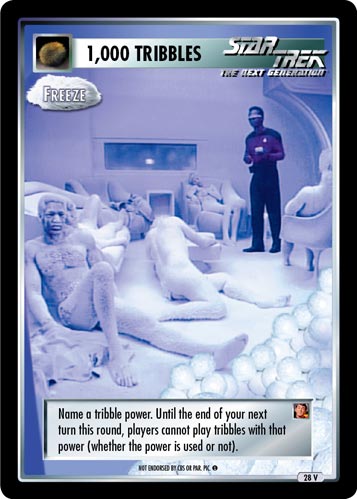 1,000 TRIBBLES
STAR TREK
THE NEXT GENERATION
FREEZE
Name a tribble power. Until the end of your next
turn this round, players cannot play tribbles with that
power (whether the power is used or not).
NOT ENDORSED BY CBS OR PAR. PIC.
28 V